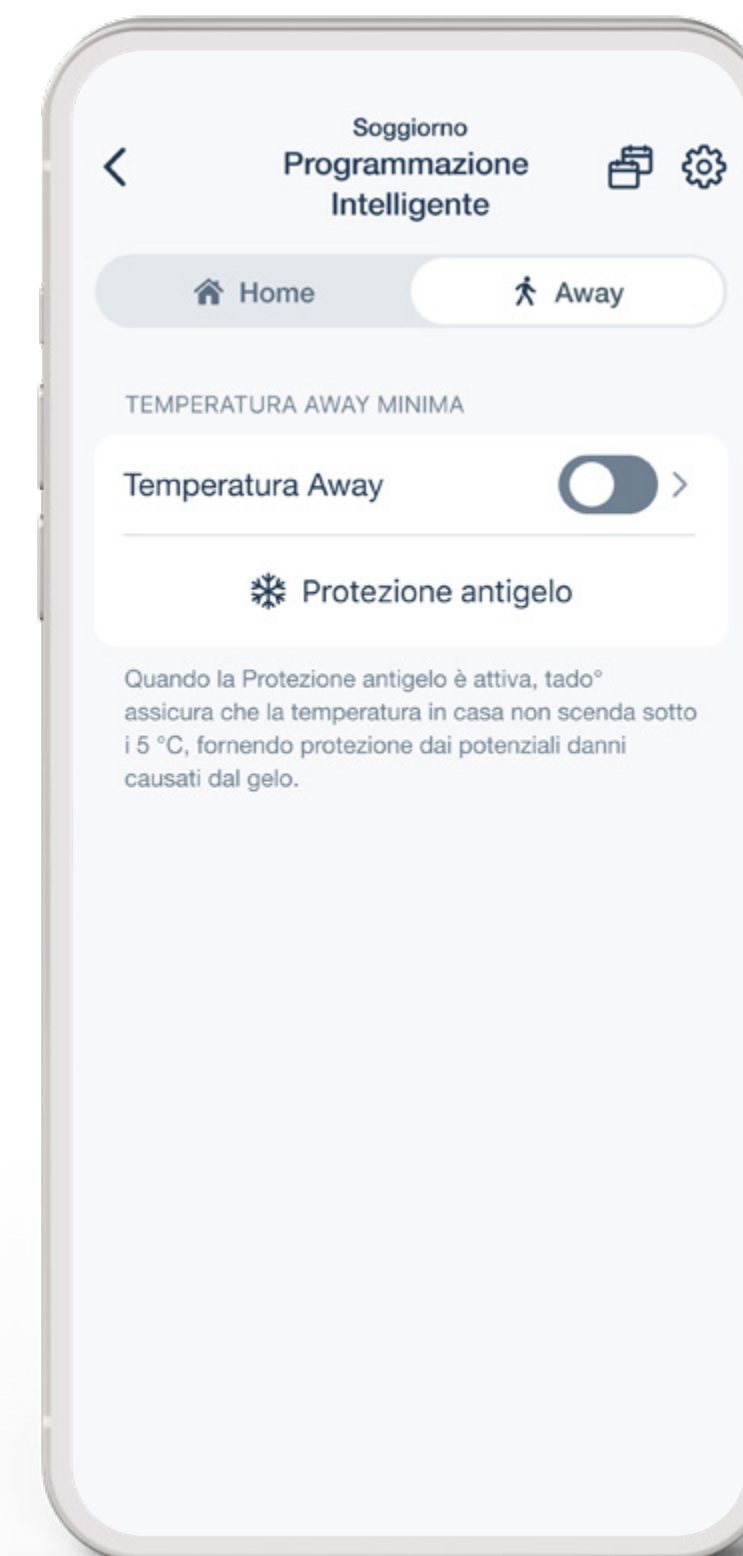 Soggiorno
Programmazione
Intelligente
Home
Away
TEMPERATURA AWAY MINIMA
Temperatura Away
Protezione antigelo
Quando la Protezione antigelo è attiva, tado°
assicura che la temperatura in casa non scenda sotto
i 5 °C, fornendo protezione dai potenziali danni
causati dal gelo.